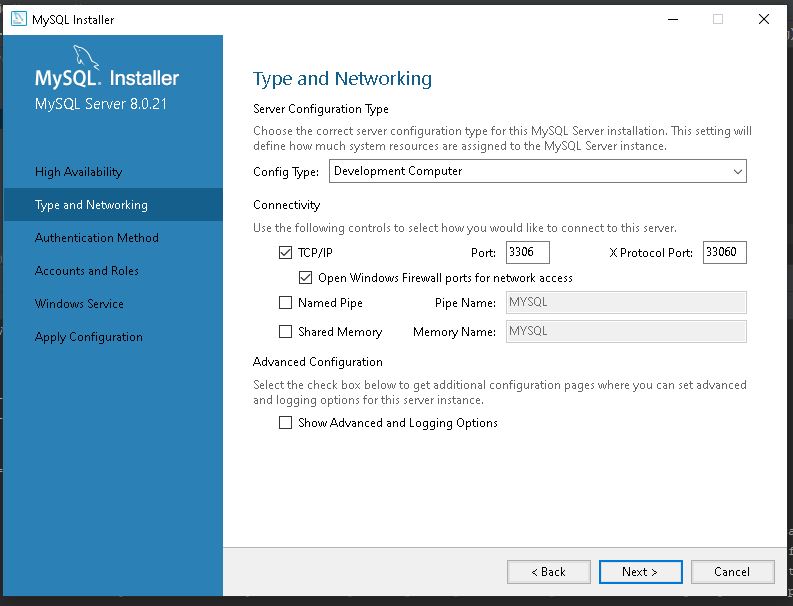 MySQL Installer
MySQL. Installer
MySQL Server 8.0.21
High Availability
Type and Networking
Authentication Method
Accounts and Roles
Windows Service
Apply Configuration
Type and Networking
Server Configuration Type
Choose the correct server configuration type for this MySQL Server installation. This setting will
define how much system resources are assigned to the MySQL Server instance.
Config Type: Development Computer
Connectivity
Use the following controls to select how you would like to connect to this server.
TCP/IP Port: 3306 X Protocol Port: 33060
Open Windows Firewall ports for network access
Named Pipe Pipe Name: MYSQL
Shared Memory Memory Name: MYSQL
Advanced Configuration
Select the check box below to get additional configuration pages where you can set advanced
and logging options for this server instance.
Show Advanced and Logging Options
< Back Next > Cancel